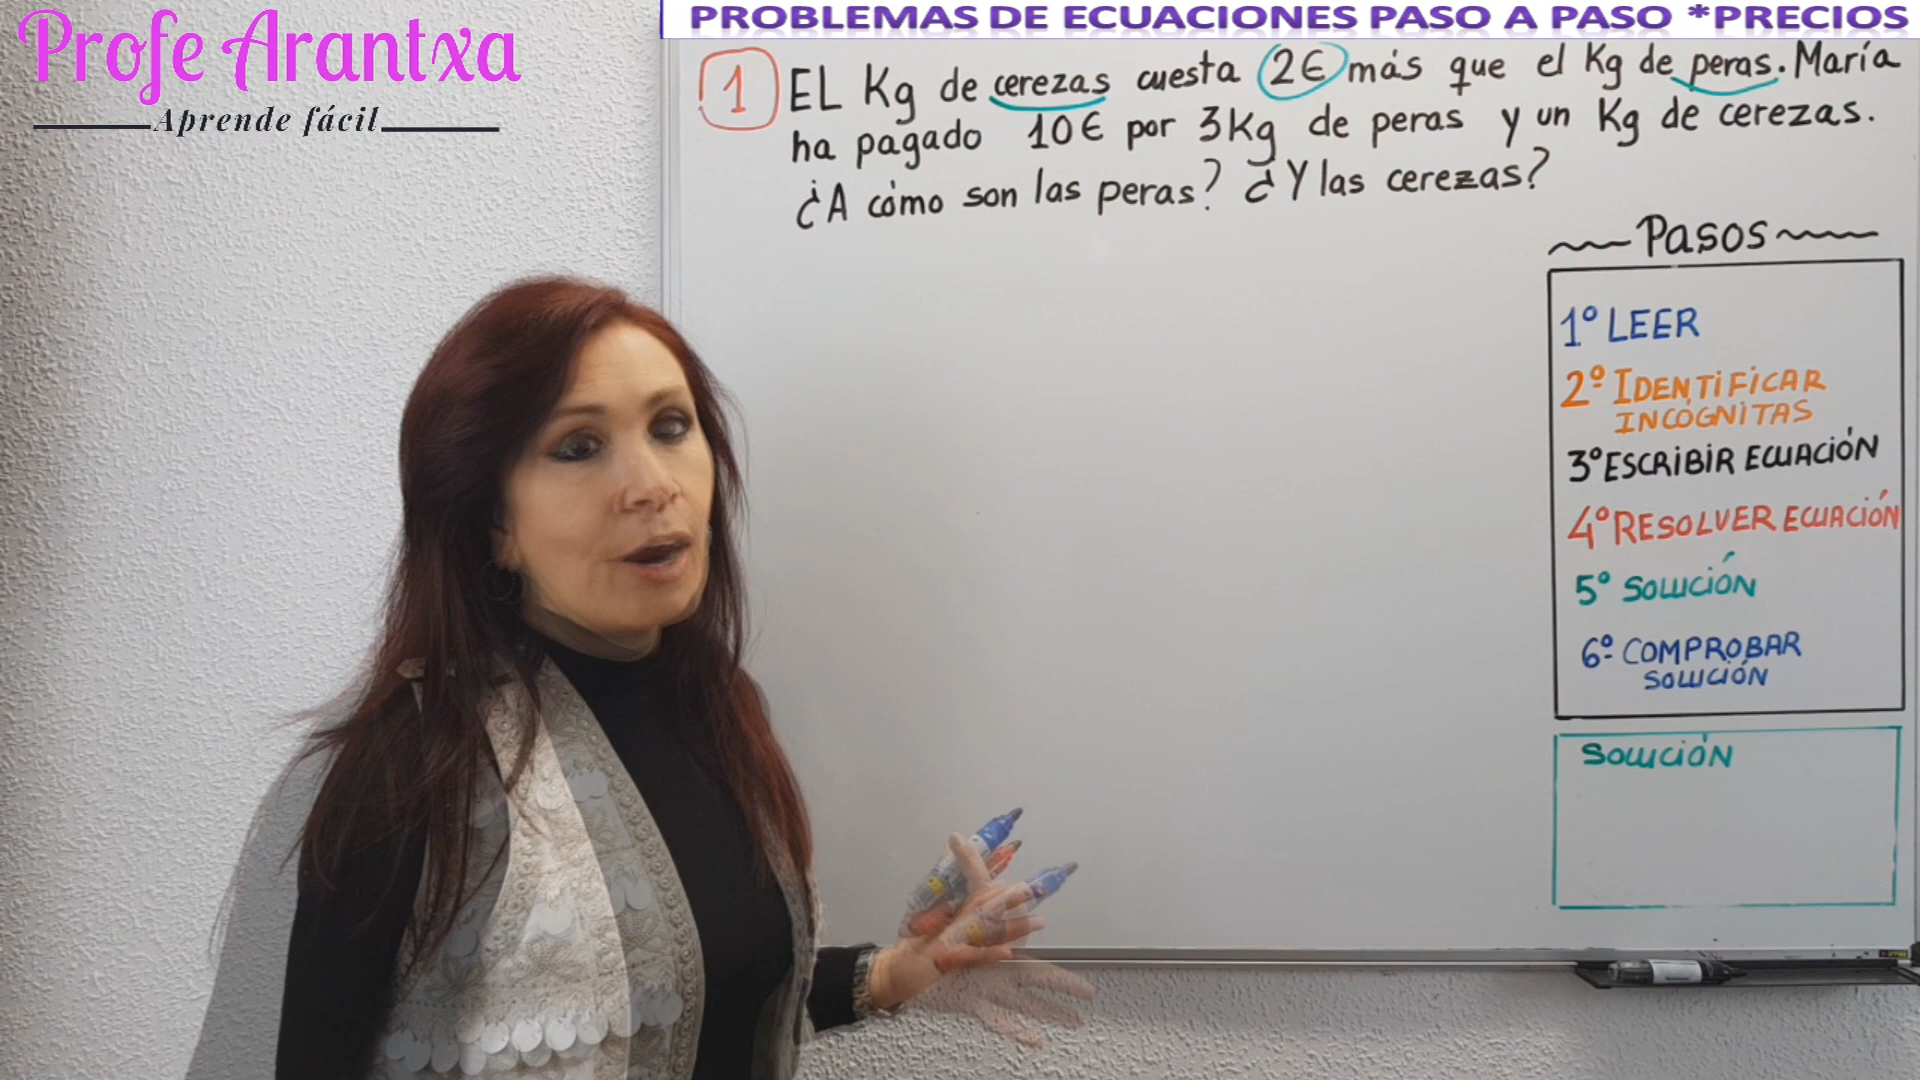 Profe Arantxa
Aprende fácil
PROBLEMAS DE ECUACIONES PASO A PASO *PRECIOS
1 EL Kg de cerezas cuesta 2€ más que el Kg de peras. María
ha pagado 10€ por 3Kg de peras y un Kg de cerezas.
¿A cómo son las peras? ¿Y las cerezas?
Pasos
1º LEER
2º IDENTIFICAR
INCÓGNITAS
3º ESCRIBIR ECUACIÓN
4º RESOLVER ECUACIÓN
5º SOLUCIÓN
6º COMPROBAR
SOLUCIÓN
SOLUCIÓN